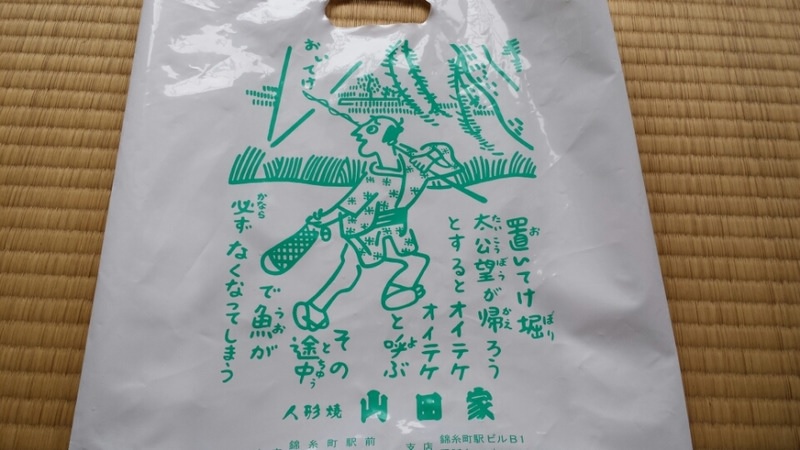 おいてけ
置いてけ堀
太公望が帰ろう
とするとオイテケ
オイテケ
と呼ぶ
その
途中
で魚が
必ずなくなってしまう
人形焼 山田家
錦糸町駅前
支店 錦糸町駅ビルB1